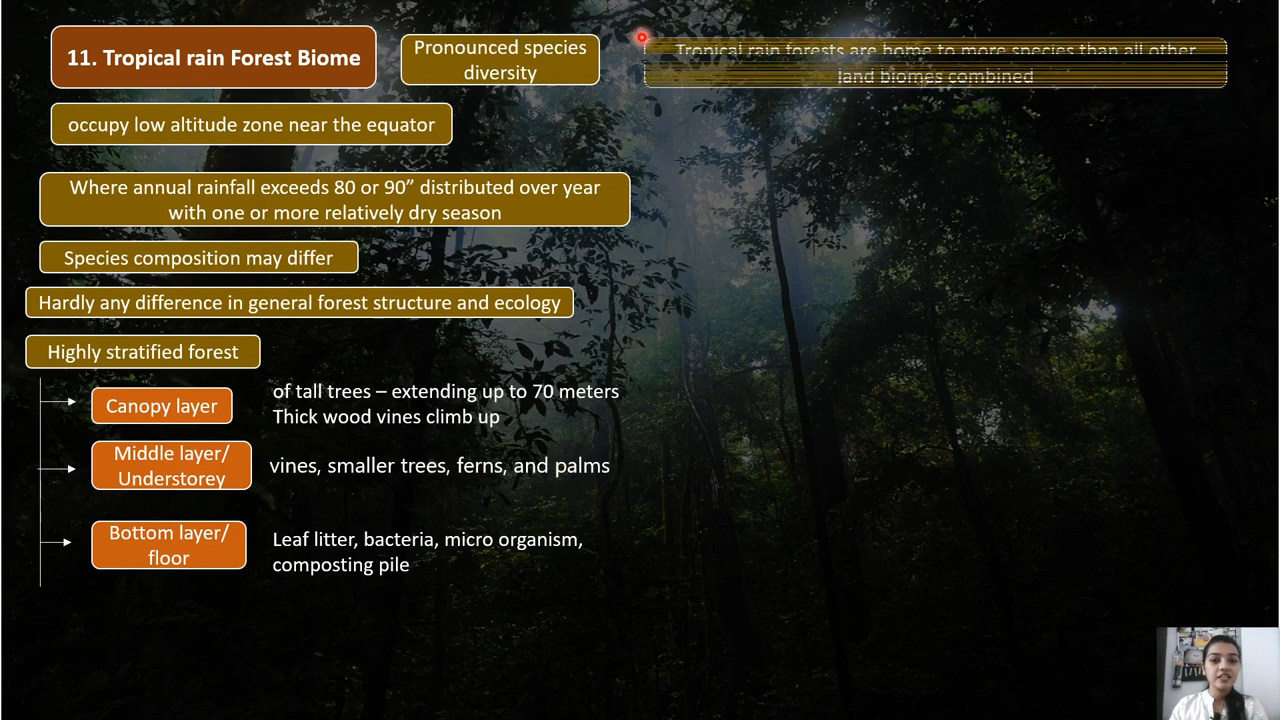 11. Tropical rain Forest Biome
Pronounced species
diversity
Tropical rain forests are home to more species than all other
land biomes combined
occupy low altitude zone near the equator
Where annual rainfall exceeds 80 or 90” distributed over year
with one or more relatively dry season
Species composition may differ
Hardly any difference in general forest structure and ecology
Highly stratified forest
Canopy layer
of tall trees – extending up to 70 meters
Thick wood vines climb up
Middle layer/
Understorey
vines, smaller trees, ferns, and palms
Bottom layer/
floor
Leaf litter, bacteria, micro organism,
composting pile